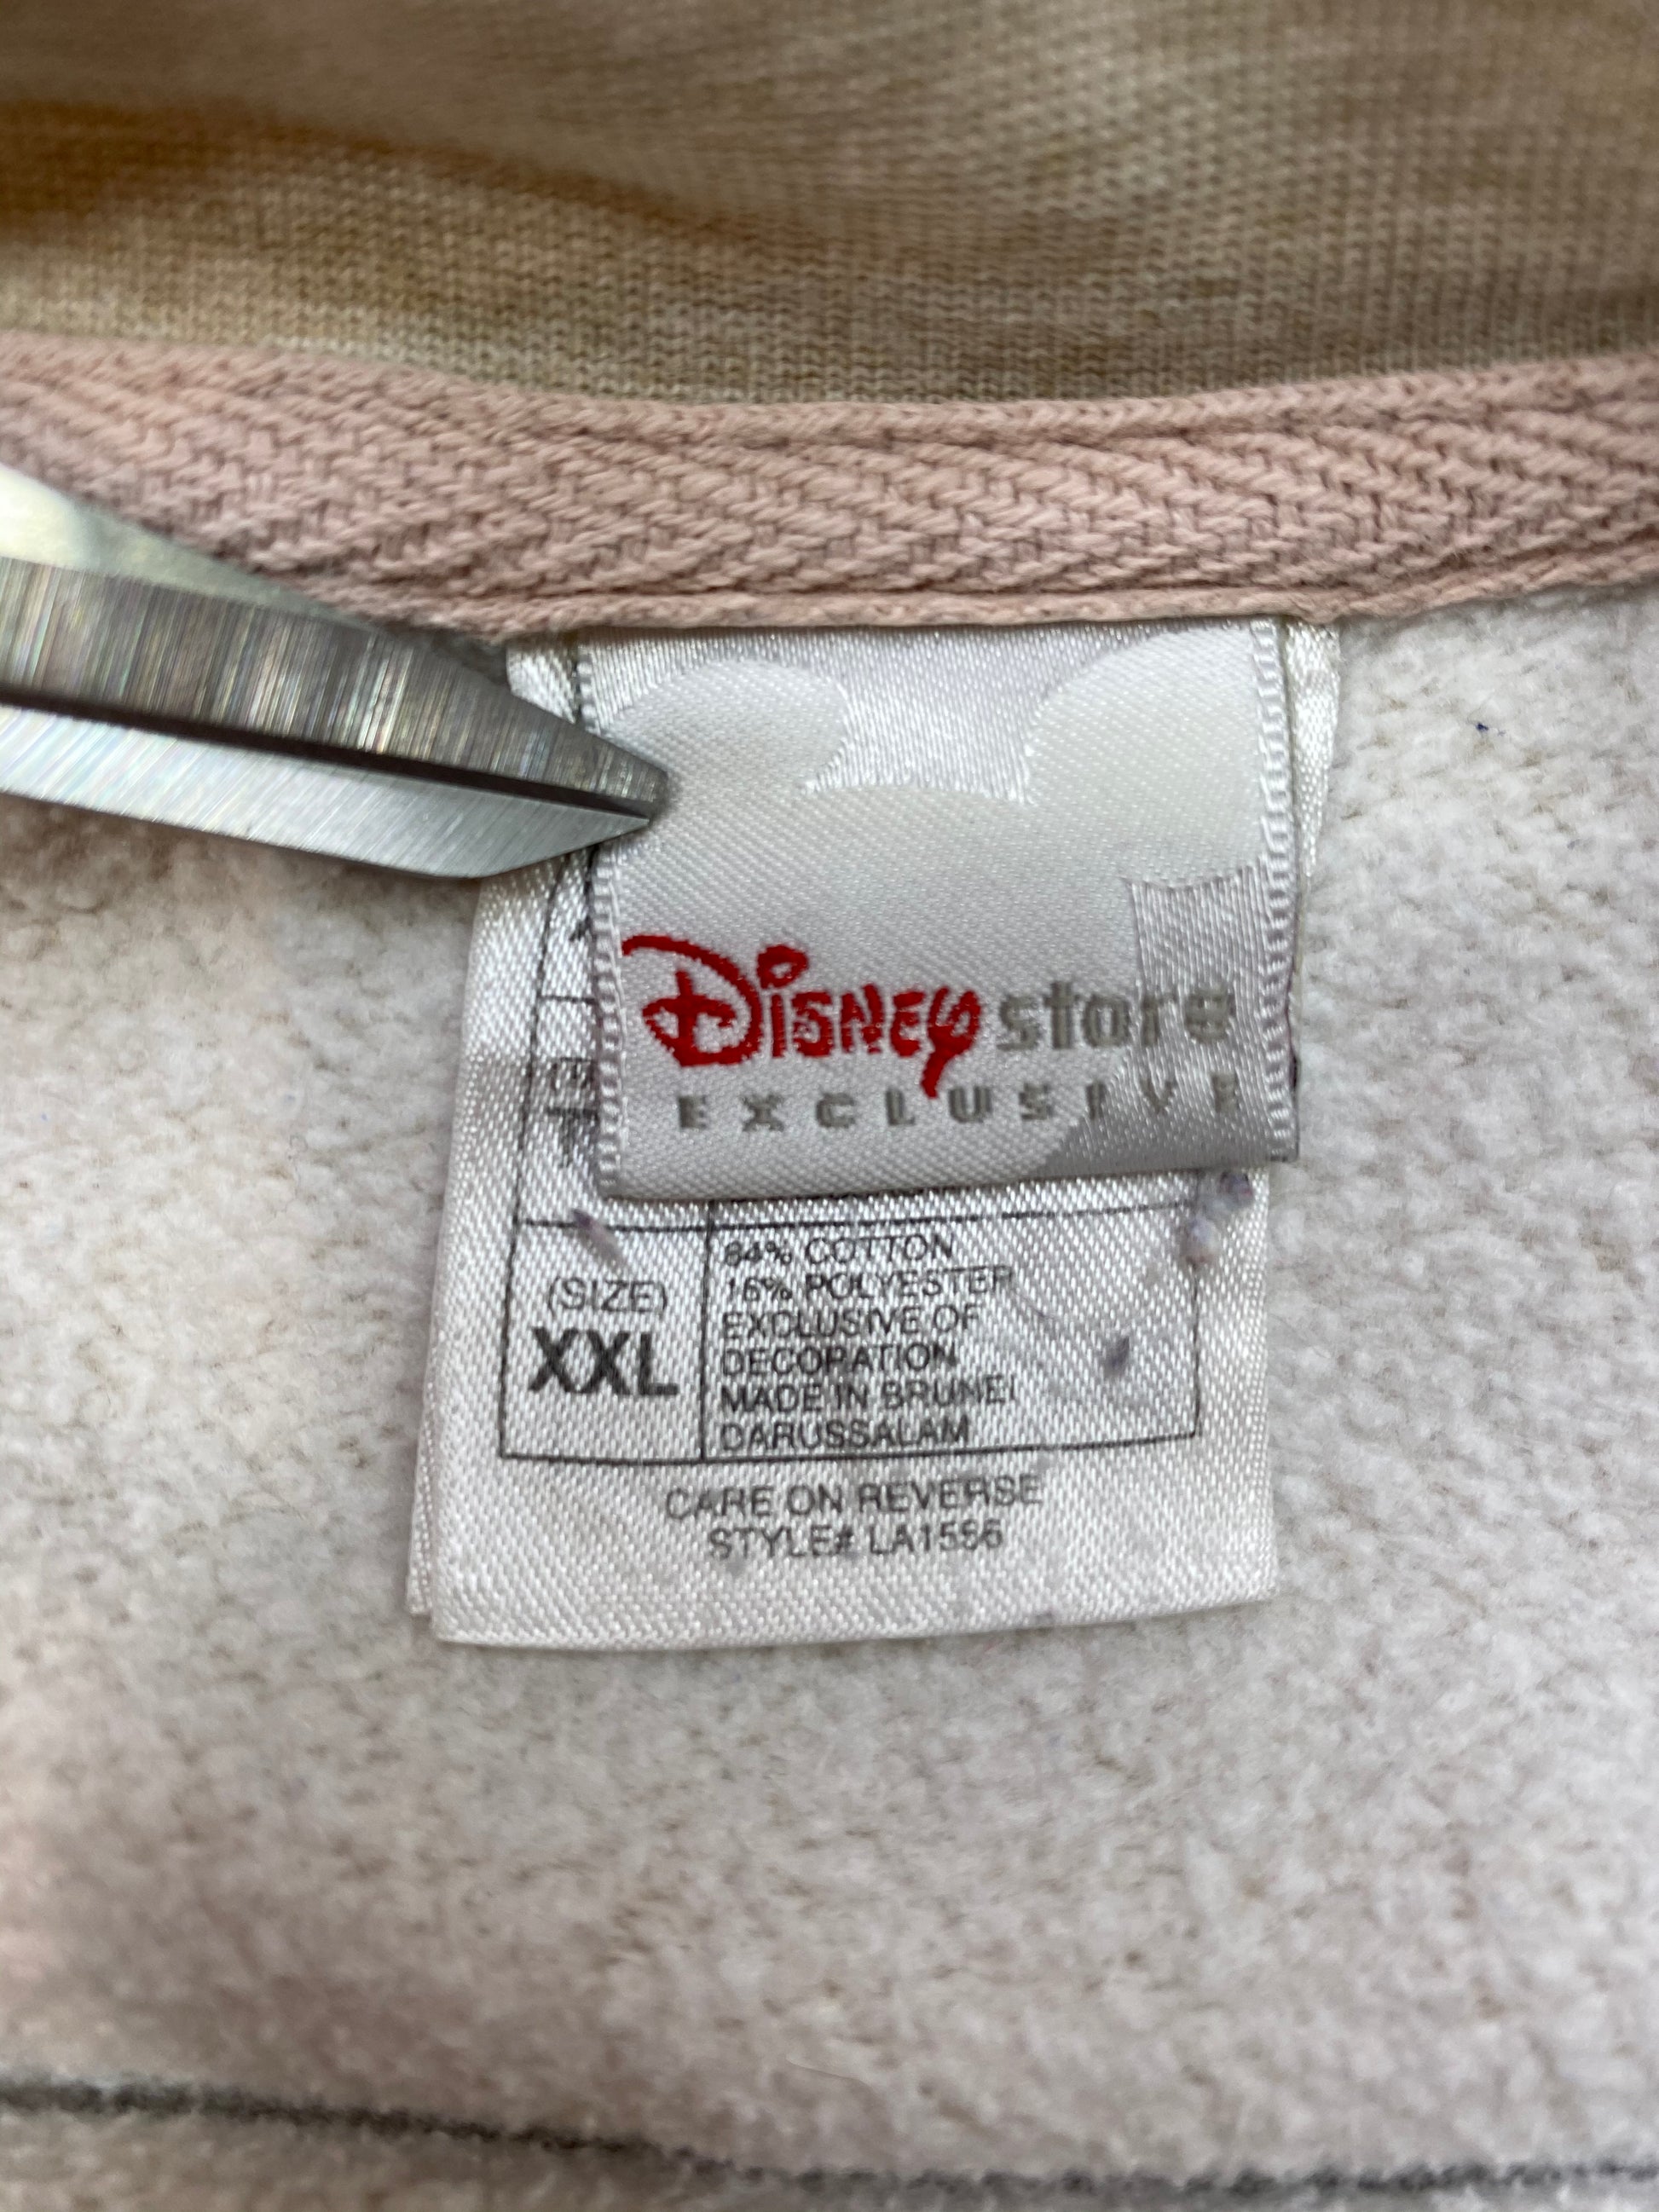 Disney store
EXCLUSIVE
84% COTTON
16% POLYESTER
EXCLUSIVE OF
DECORATION
MADE IN BRUNEI
DARUSSALAM
(SIZE)
XXL
CARE ON REVERSE
STYLE# LA1556